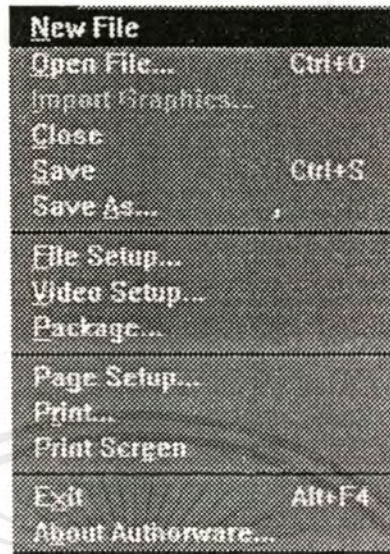 New File
Open File... Ctrl+O
Import Graphics...
Close
Save Ctrl+S
Save As...
File Setup...
Video Setup...
Package...
Page Setup...
Print...
Print Screen
Exit Alt+F4
About Authorware...